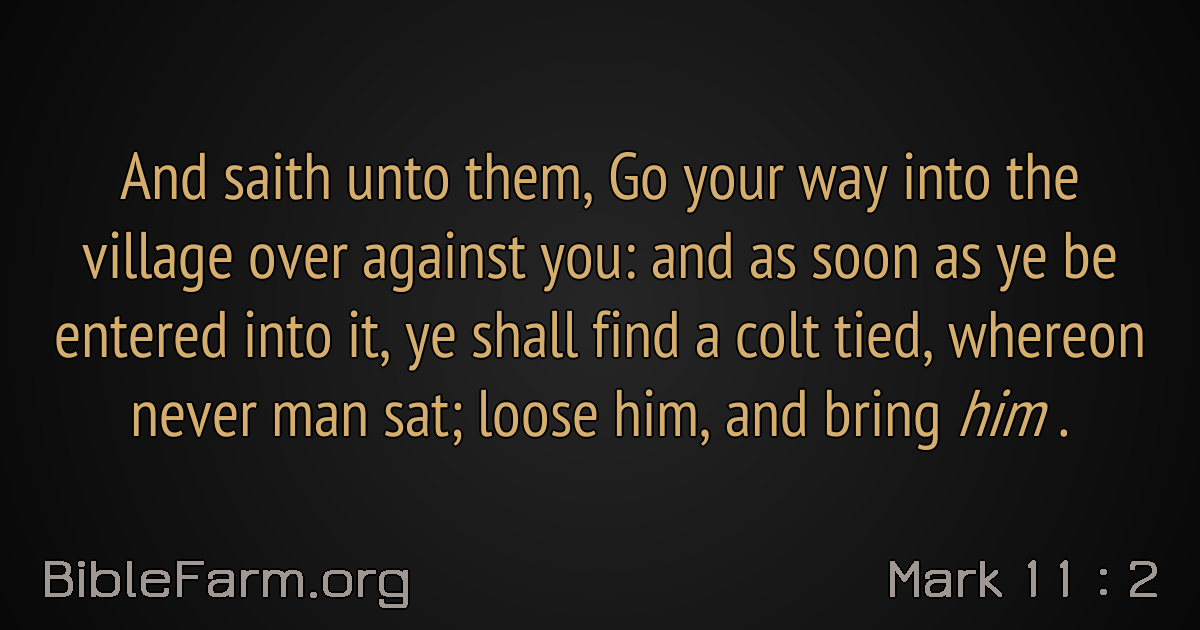 And saith unto them, Go your way into the
village over against you: and as soon as ye be
entered into it, ye shall find a colt tied, whereon
never man sat; loose him, and bring him .
BibleFarm.org
Mark 11 : 2